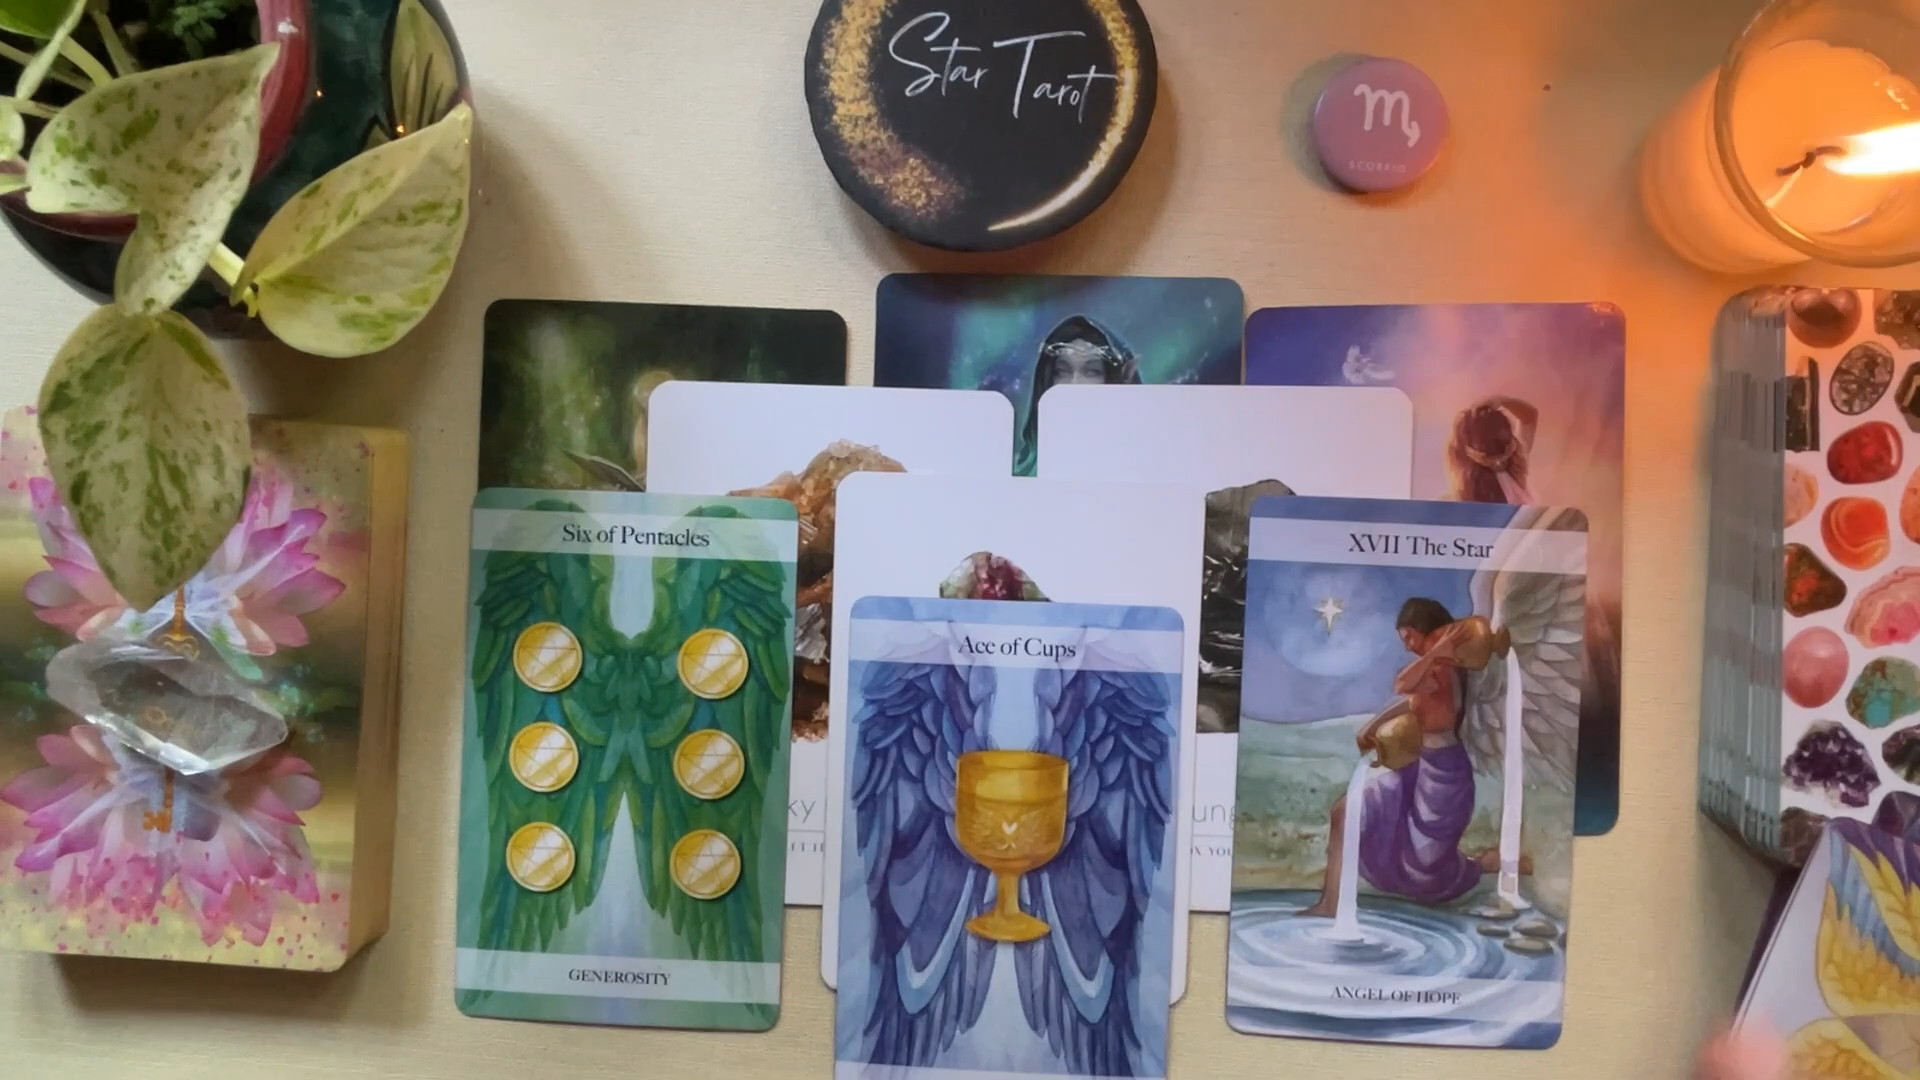 Star Tarot
SCORPIO
Six of Pentacles
XVII The Star
Ace of Cups
GENEROSITY
ANGEL OF HOPE